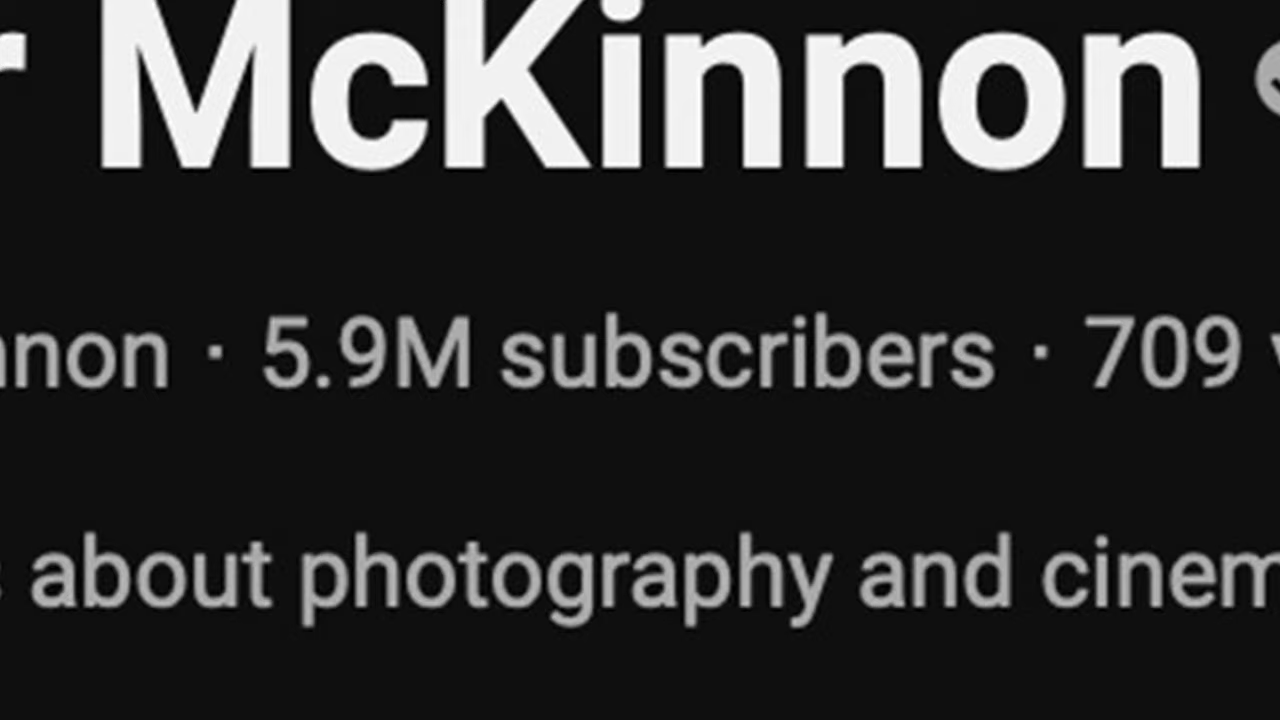 r McKinnon
nnon · 5.9M subscribers · 709
about photography and cinem